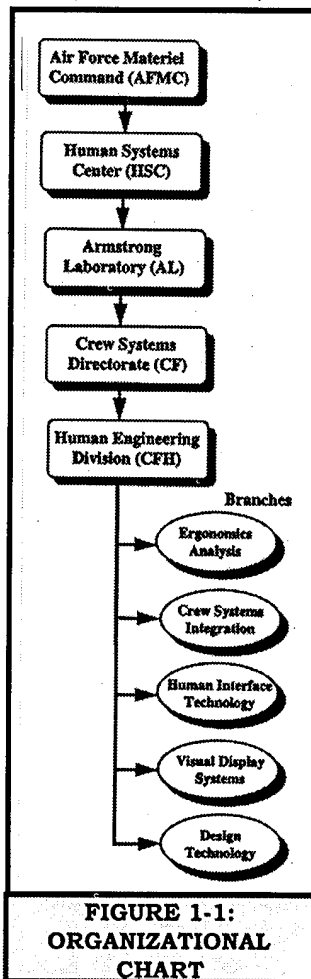 Air Force Materiel
Command (AFMC)
Human Systems
Center (HSC)
Armstrong
Laboratory (AL)
Crew Systems
Directorate (CF)
Human Engineering
Division (CFH)
Branches
Ergonomics
Analysis
Crew Systems
Integration
Human Interface
Technology
Visual Display
Systems
Design
Technology
FIGURE 1-1:
ORGANIZATIONAL
CHART